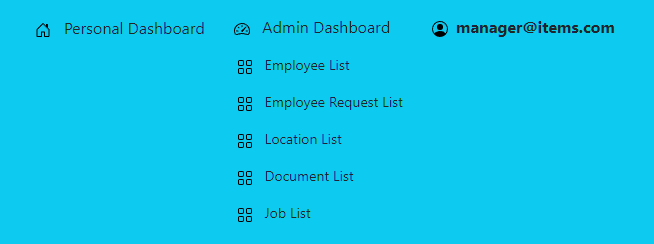 Personal Dashboard
Admin Dashboard
manager@items.com
Employee List
Employee Request List
Location List
Document List
Job List